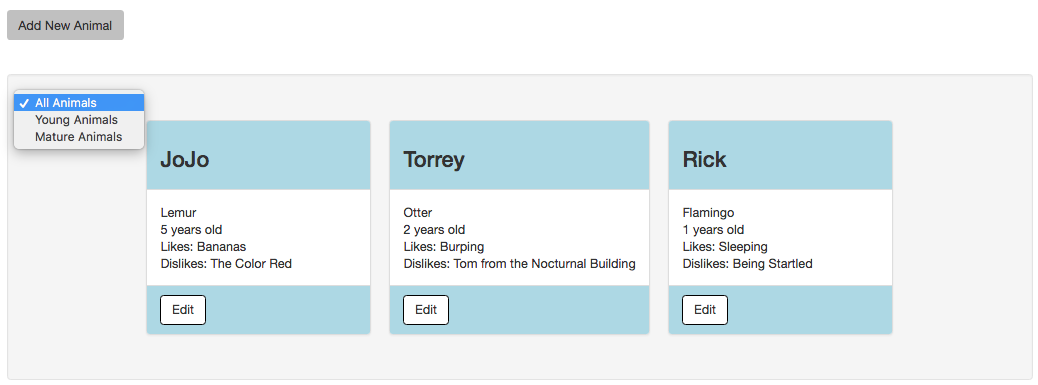 Add New Animal
All Animals
Young Animals
Mature Animals
JoJo
Lemur
5 years old
Likes: Bananas
Dislikes: The Color Red
Edit
Torrey
Otter
2 years old
Likes: Burping
Dislikes: Tom from the Nocturnal Building
Edit
Rick
Flamingo
1 years old
Likes: Sleeping
Dislikes: Being Startled
Edit